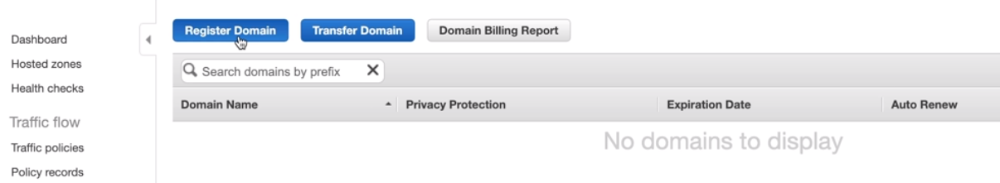 Dashboard
Hosted zones
Health checks
Traffic flow
Traffic policies
Policy records
Register Domain Transfer Domain Domain Billing Report
Search domains by prefix
Domain Name Privacy Protection Expiration Date Auto Renew
No domains to display